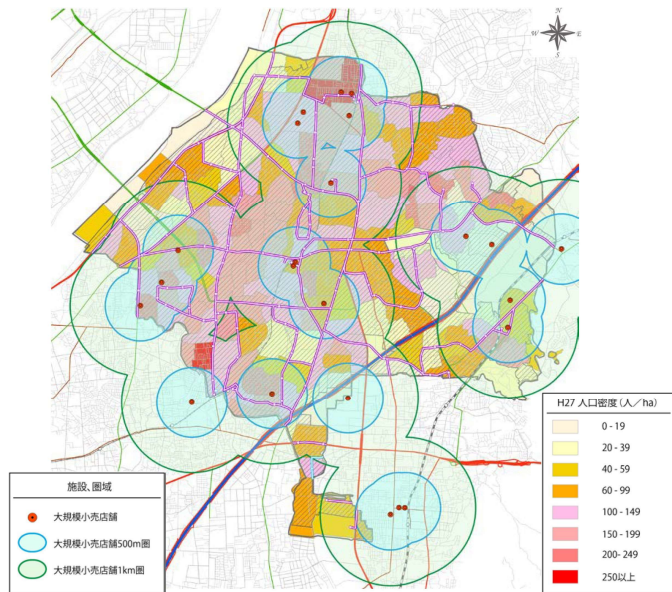 N
W
E
S
H27 人口密度（人／ha）
0 - 19
20 - 39
40 - 59
60 - 99
100 - 149
150 - 199
200- 249
250以上
施設、圏域
大規模小売店舗
大規模小売店舗500m圏
大規模小売店舗1km圏